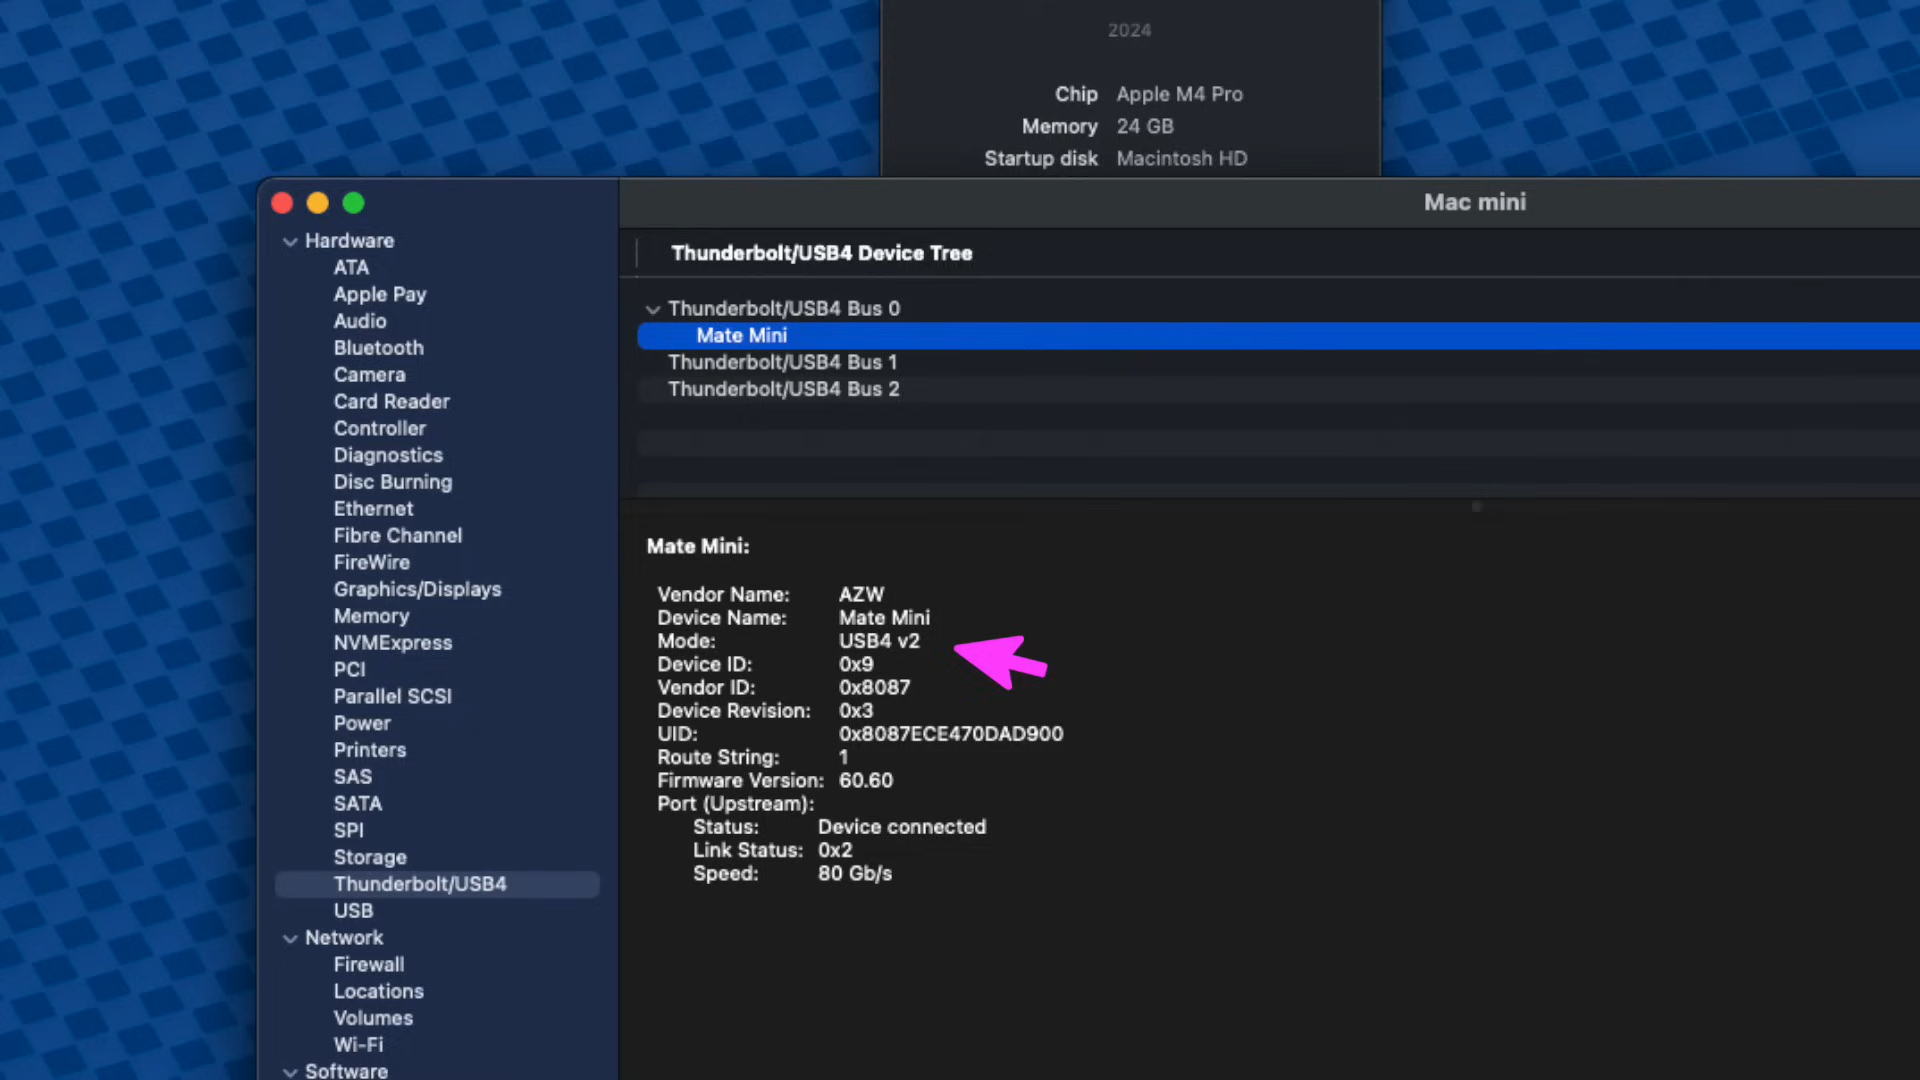 2024
Chip Apple M4 Pro
Memory 24 GB
Startup disk Macintosh HD
Mac mini
Hardware
ATA
Apple Pay
Audio
Bluetooth
Camera
Card Reader
Controller
Diagnostics
Disc Burning
Ethernet
Fibre Channel
FireWire
Graphics/Displays
Memory
NVMExpress
PCI
Parallel SCSI
Power
Printers
SAS
SATA
SPI
Storage
Thunderbolt/USB4
USB
Network
Firewall
Locations
Volumes
Wi-Fi
Software
Thunderbolt/USB4 Device Tree
Thunderbolt/USB4 Bus 0
Mate Mini
Thunderbolt/USB4 Bus 1
Thunderbolt/USB4 Bus 2
Mate Mini:
Vendor Name: AZW
Device Name: Mate Mini
Mode: USB4 v2
Device ID: 0x9
Vendor ID: 0x8087
Device Revision: 0x3
UID: 0x8087ECE470DAD900
Route String: 1
Firmware Version: 60.60
Port (Upstream):
Status: Device connected
Link Status: 0x2
Speed: 80 Gb/s